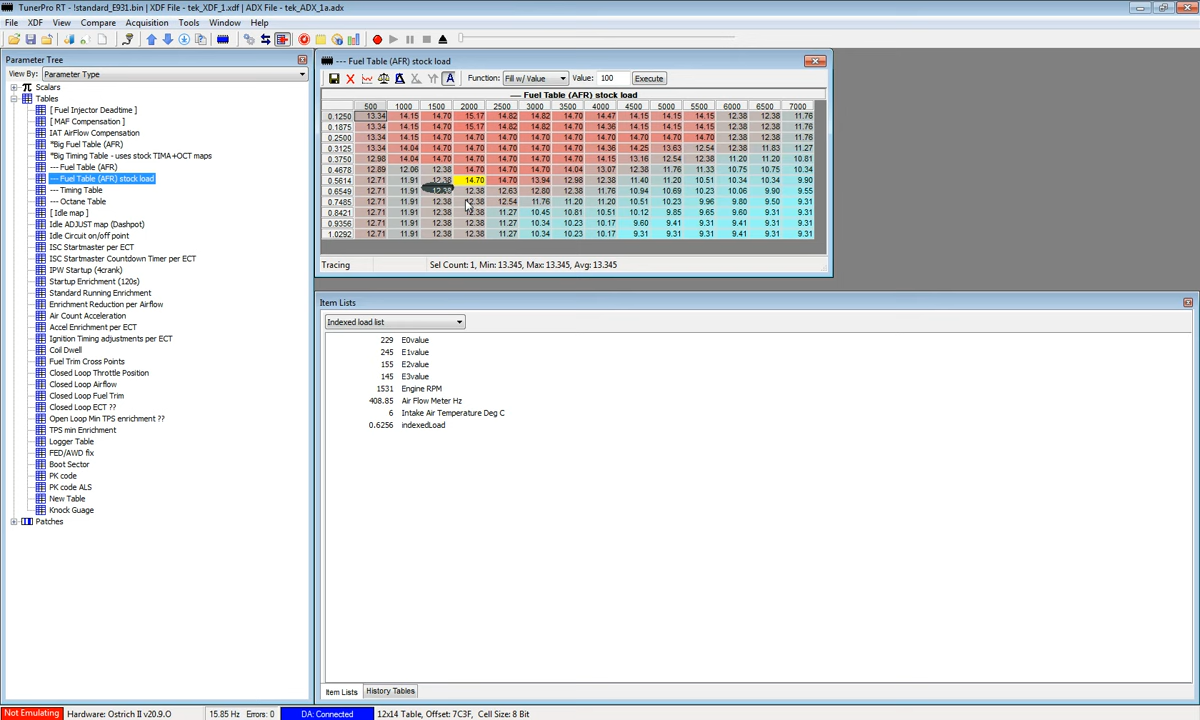 TunerPro RT - !standard_E931.bin | XDF File - tek_XDF_1.xdf | ADX File - tek_ADX_1a.adx
File XDF View Compare Acquisition Tools Window Help
Parameter Tree
View By: Parameter Type
Scalars
Tables
[ Fuel Injector Deadtime ]
[ MAF Compensation ]
IAT AirFlow Compensation
*Big Fuel Table (AFR)
*Big Timing Table - uses stock TIMA+OCT maps
--- Fuel Table (AFR)
--- Fuel Table (AFR) stock load
--- Timing Table
--- Octane Table
[ Idle map ]
Idle ADJUST map (Dashpot)
Idle Circuit on/off point
ISC Startmaster per ECT
ISC Startmaster Countdown Timer per ECT
IPW Startup (4crank)
Startup Enrichment (120s)
Standard Running Enrichment
Enrichment Reduction per Airflow
Air Count Acceleration
Accel Enrichment per ECT
Ignition Timing adjustments per ECT
Coil Dwell
Fuel Trim Cross Points
Closed Loop Throttle Position
Closed Loop Airflow
Closed Loop Fuel Trim
Closed Loop ECT ??
Open Loop Min TPS enrichment ??
TPS min Enrichment
Logger Table
FED/AWD fix
Boot Sector
PK code
PK code ALS
New Table
Knock Guage
Patches
--- Fuel Table (AFR) stock load
Function: Fill w/ Value Value: 100 Execute
--- Fuel Table (AFR) stock load
500 1000 1500 2000 2500 3000 3500 4000 4500 5000 5500 6000 6500 7000
0.1250 13.34 14.15 14.70 15.17 14.82 14.82 14.70 14.47 14.15 14.15 14.15 12.38 12.38 11.76
0.1875 13.34 14.15 14.70 15.17 14.82 14.82 14.70 14.36 14.15 14.15 14.15 12.38 12.38 11.76
0.2500 13.34 14.15 14.70 14.70 14.70 14.70 14.70 14.70 14.70 14.70 14.70 12.38 12.38 11.76
0.3125 13.34 14.04 14.70 14.70 14.70 14.70 14.70 14.36 14.25 13.63 12.54 12.38 11.83 11.27
0.3750 12.98 14.04 14.70 14.70 14.70 14.70 14.70 14.15 13.16 12.54 12.38 11.20 11.20 10.81
0.4678 12.89 12.06 12.38 14.70 14.70 14.70 14.04 13.07 12.38 11.76 11.33 10.75 10.75 10.34
0.5614 12.71 11.91 12.38 14.70 14.70 13.94 12.98 12.38 11.40 11.20 10.51 10.34 10.34 9.90
0.6549 12.71 11.91 12.38 12.38 12.63 12.80 12.38 11.76 10.94 10.69 10.23 10.06 9.90 9.55
0.7485 12.71 11.91 12.38 12.38 12.54 11.76 11.20 11.20 10.51 10.23 9.96 9.80 9.50 9.31
0.8421 12.71 11.91 12.38 12.38 11.27 10.45 10.81 10.51 10.12 9.85 9.65 9.60 9.31 9.31
0.9356 12.71 11.91 12.38 12.38 11.27 10.34 10.23 10.17 9.60 9.41 9.31 9.41 9.31 9.31
1.0292 12.71 11.91 12.38 12.38 11.27 10.34 10.23 10.17 9.31 9.31 9.31 9.41 9.31 9.31
Tracing Sel Count: 1, Min: 13.345, Max: 13.345, Avg: 13.345
Item Lists
Indexed load list
229 E0value
245 E1value
155 E2value
145 E3value
1531 Engine RPM
408.85 Air Flow Meter Hz
6 Intake Air Temperature Deg C
0.6256 indexedLoad
Item Lists History Tables
Not Emulating Hardware: Ostrich II v20.9.O 15.85 Hz Errors: 0 DA: Connected 12x14 Table, Offset: 7C3F, Cell Size: 8 Bit